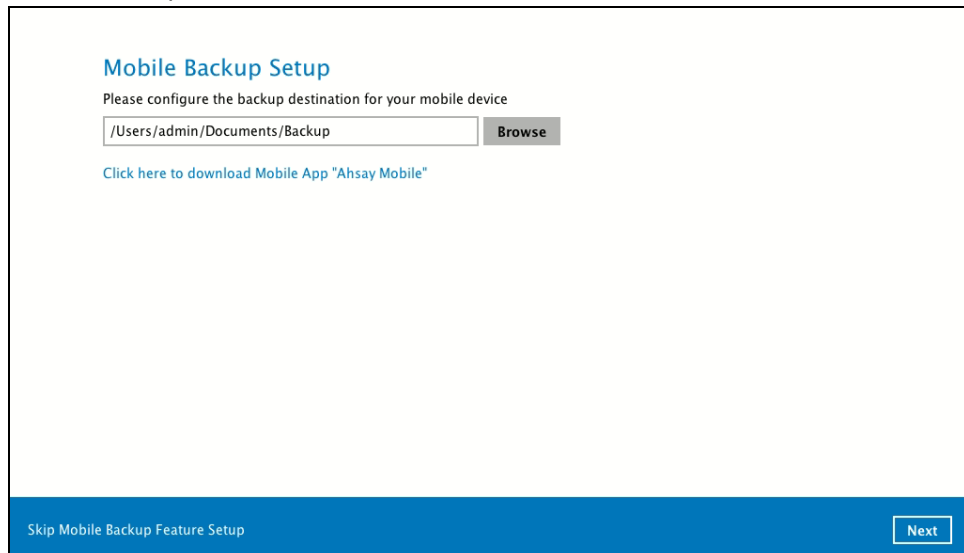 Mobile Backup Setup
Please configure the backup destination for your mobile device
/Users/admin/Documents/Backup
Browse
Click here to download Mobile App "Ahsay Mobile"
Skip Mobile Backup Feature Setup
Next